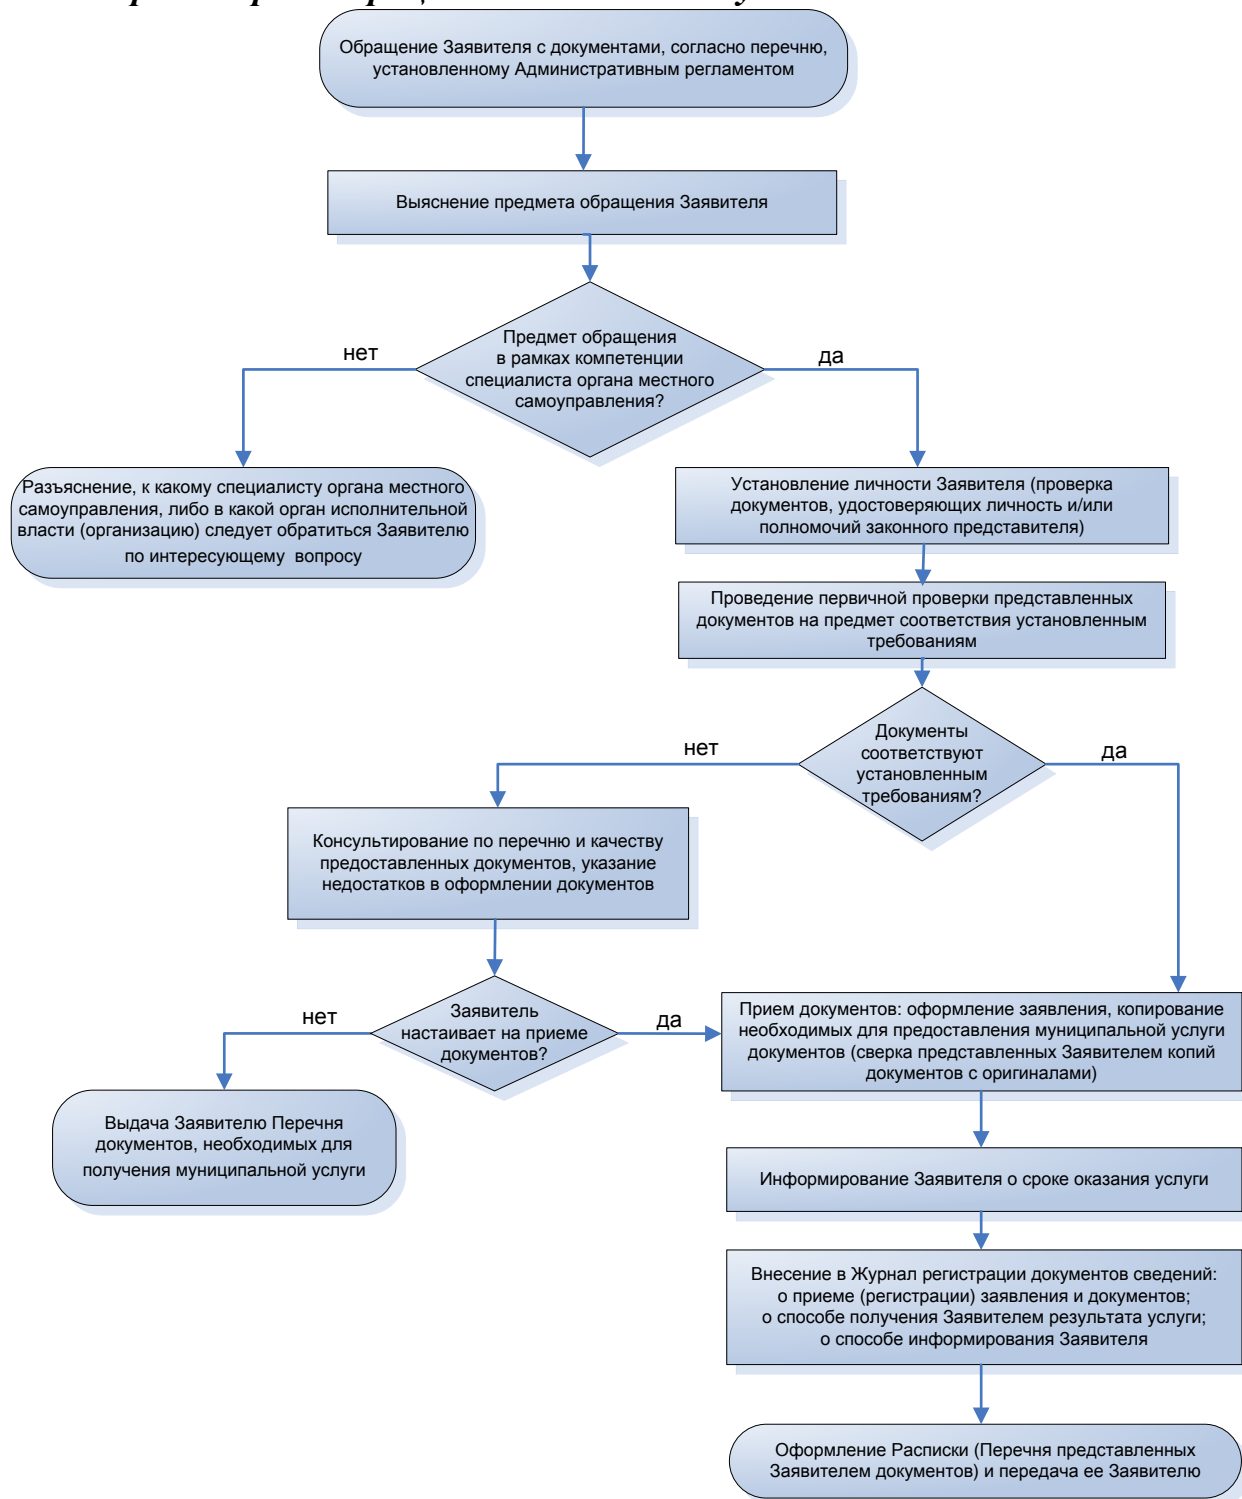 Обращение Заявителя с документами, согласно перечню,
установленному Административным регламентом
Выяснение предмета обращения Заявителя
Предмет обращения
в рамках компетенции
специалиста органа местного
самоуправления?
нет
да
Разъяснение, к какому специалисту органа местного
самоуправления, либо в какой орган исполнительной
власти (организацию) следует обратиться Заявителю
по интересующему вопросу
Установление личности Заявителя (проверка
документов, удостоверяющих личность и/или
полномочий законного представителя)
Проведение первичной проверки представленных
документов на предмет соответствия установленным
требованиям
Документы
соответствуют
установленным
требованиям?
нет
да
Консультирование по перечню и качеству
предоставленных документов, указание
недостатков в оформлении документов
Заявитель
настаивает на приеме
документов?
нет
да
Прием документов: оформление заявления, копирование
необходимых для предоставления муниципальной услуги
документов (сверка представленных Заявителем копий
документов с оригиналами)
Выдача Заявителю Перечня
документов, необходимых для
получения муниципальной услуги
Информирование Заявителя о сроке оказания услуги
Внесение в Журнал регистрации документов сведений:
о приеме (регистрации) заявления и документов;
о способе получения Заявителем результата услуги;
о способе информирования Заявителя
Оформление Расписки (Перечня представленных
Заявителем документов) и передача ее Заявителю